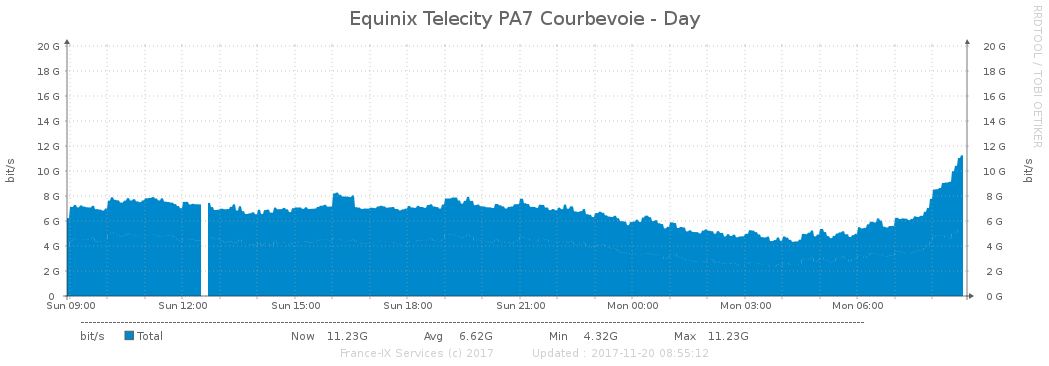 Equinix Telecity PA7 Courbevoie - Day
RRDTOOL / TOBI OETIKER
bit/s
20 G 20 G
18 G 18 G
16 G 16 G
14 G 14 G
12 G 12 G
10 G 10 G
8 G 8 G
6 G 6 G
4 G 4 G
2 G 2 G
0 0 G
bit/s
Sun 09:00 Sun 12:00 Sun 15:00 Sun 18:00 Sun 21:00 Mon 00:00 Mon 03:00 Mon 06:00
bit/s Total Now 11.23G Avg 6.62G Min 4.32G Max 11.23G
France-IX Services (c) 2017 Updated : 2017-11-20 08:55:12